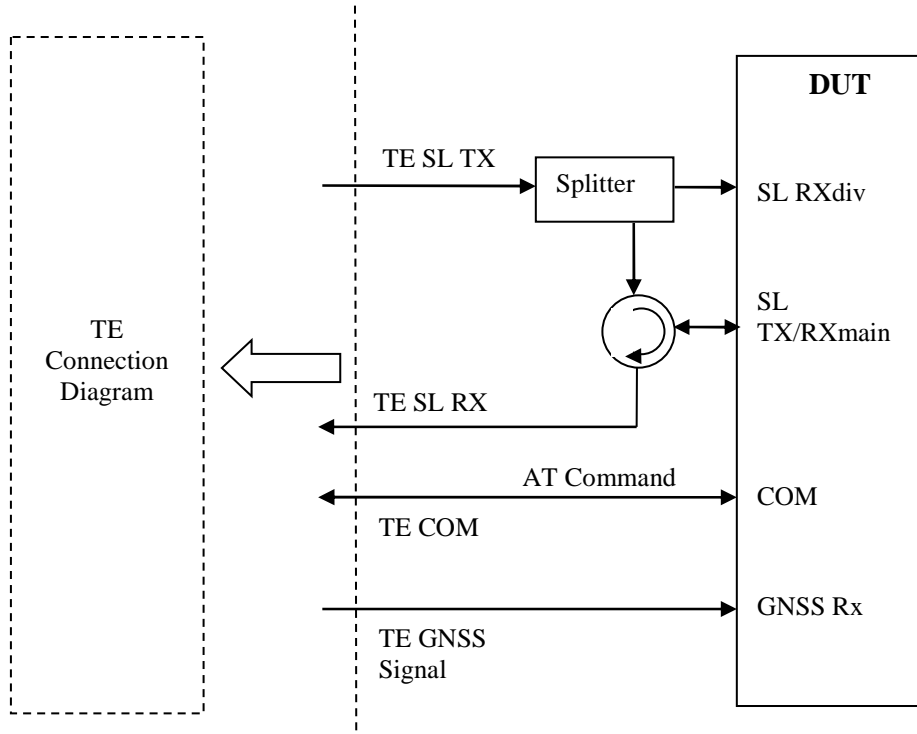 DUT
TE SL TX
Splitter
SL RXdiv
SL
TX/RXmain
TE
Connection
Diagram
TE SL RX
AT Command
COM
TE COM
GNSS Rx
TE GNSS
Signal